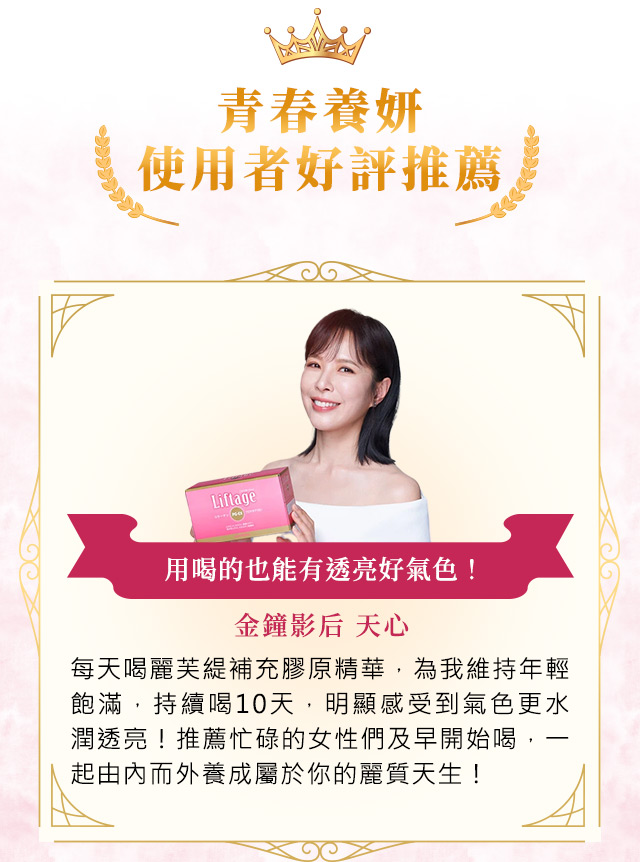 青春養妍
使用者好評推薦
Liftage
用喝的也能有透亮好氣色！
金鐘影后 天心
每天喝麗芙緹補充膠原精華，為我維持年輕
飽滿，持續喝10天，明顯感受到氣色更水
潤透亮！推薦忙碌的女性們及早開始喝，一
起由內而外養成屬於你的麗質天生！